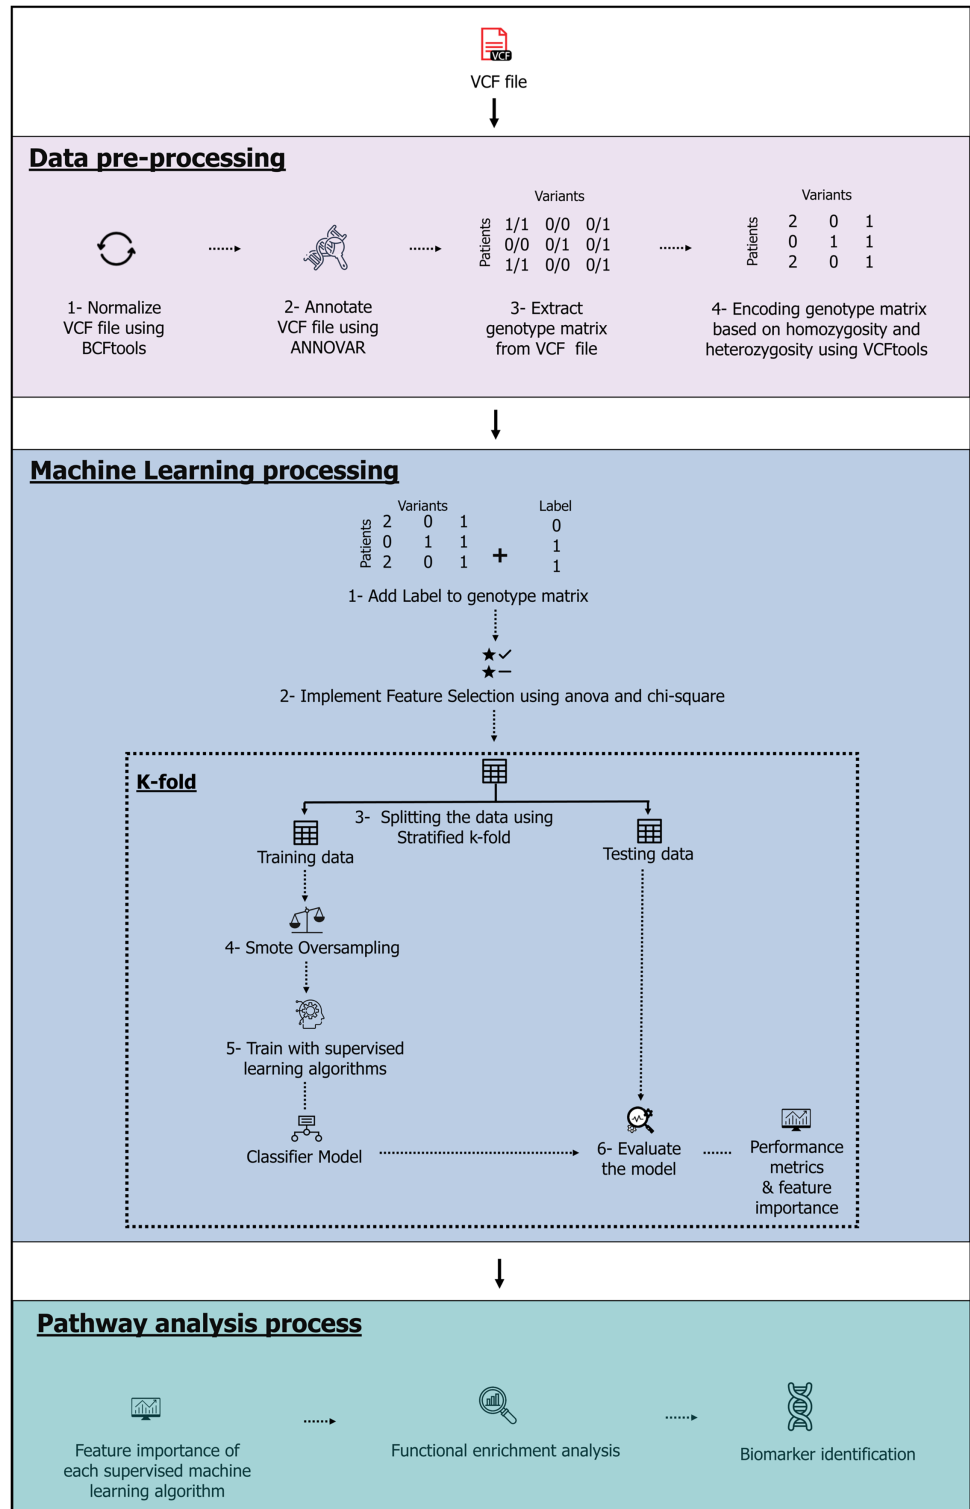 VCF
VCF file
Data pre-processing
1- Normalize
VCF file using
BCFtools
2- Annotate
VCF file using
ANNOVAR
Variants
Patients
1/1 0/0 0/1
0/0 0/1 0/1
1/1 0/0 0/1
3- Extract
genotype matrix
from VCF file
Variants
Patients
2 0 1
0 1 1
2 0 1
4- Encoding genotype matrix
based on homozygosity and
heterozygosity using VCFtools
Machine Learning processing
Variants
Patients
2 0 1
0 1 1
2 0 1
+
Label
0
1
1
1- Add Label to genotype matrix
2- Implement Feature Selection using anova and chi-square
K-fold
3- Splitting the data using
Stratified k-fold
Training data
Testing data
4- Smote Oversampling
5- Train with supervised
learning algorithms
Classifier Model
6- Evaluate
the model
Performance
metrics
& feature
importance
Pathway analysis process
Feature importance of
each supervised machine
learning algorithm
Functional enrichment analysis
Biomarker identification